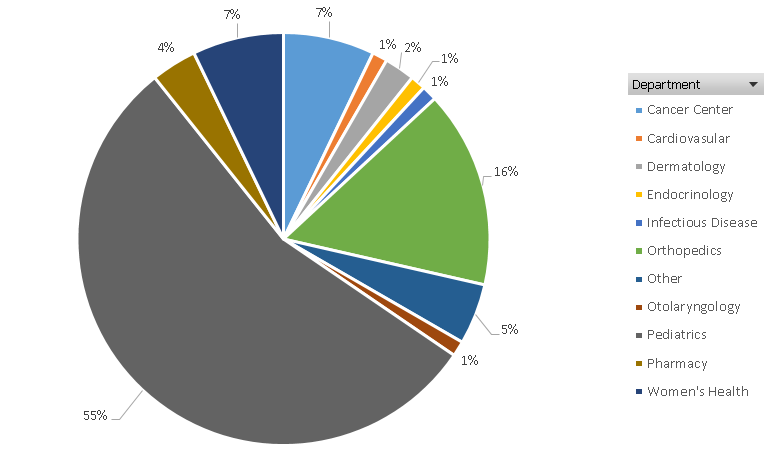 7%
7%
1%
2%
1%
1%
4%
16%
5%
1%
55%
Department
Cancer Center
Cardiovasular
Dermatology
Endocrinology
Infectious Disease
Orthopedics
Other
Otolaryngology
Pediatrics
Pharmacy
Women's Health